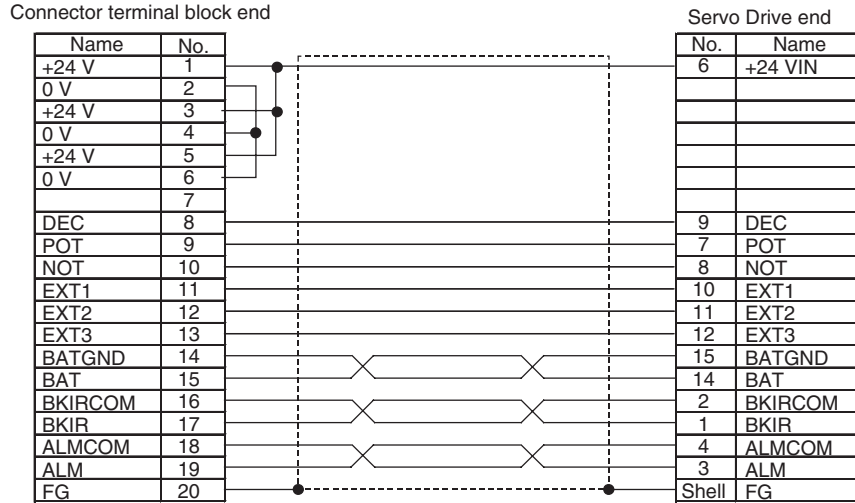 Connector terminal block end
Servo Drive end
Name No. No. Name
+24 V 1 6 +24 VIN
0 V 2
+24 V 3
0 V 4
+24 V 5
0 V 6
7
DEC 8 9 DEC
POT 9 7 POT
NOT 10 8 NOT
EXT1 11 10 EXT1
EXT2 12 11 EXT2
EXT3 13 12 EXT3
BATGND 14 15 BATGND
BAT 15 14 BAT
BKIRCOM 16 2 BKIRCOM
BKIR 17 1 BKIR
ALMCOM 18 4 ALMCOM
ALM 19 3 ALM
FG 20 Shell FG